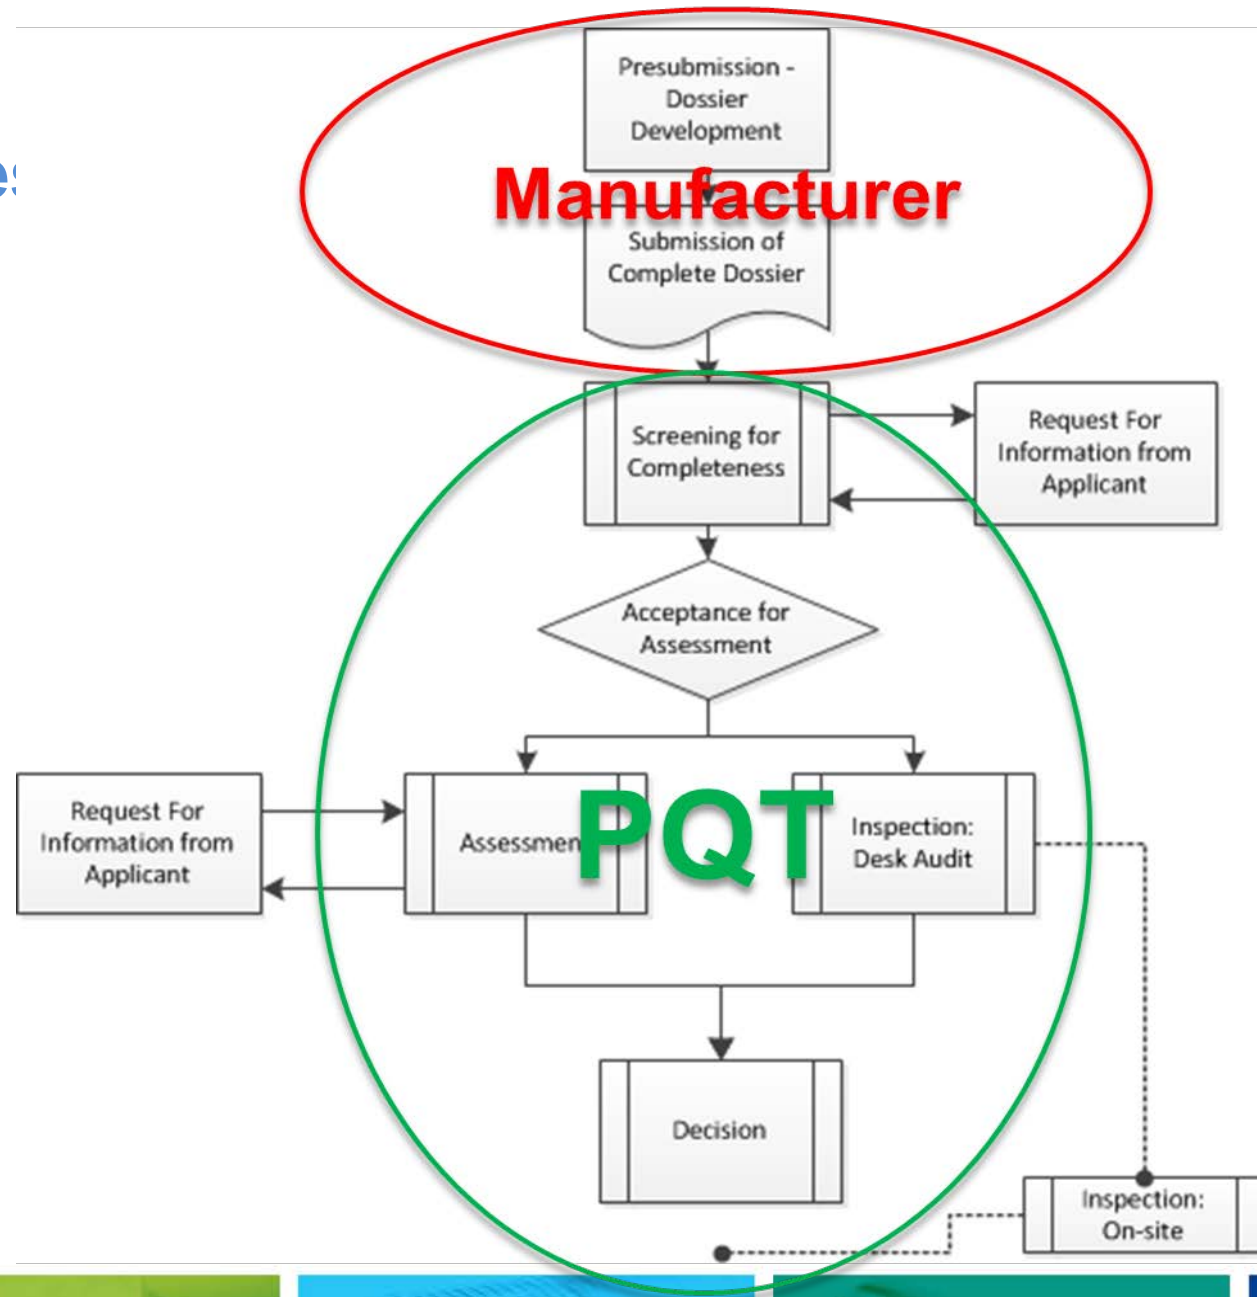 Presubmission -
Dossier
Development
Manufacturer
Submission of
Complete Dossier
Screening for
Completeness
Request For
Information from
Applicant
Acceptance for
Assessment
Request For
Information from
Applicant
Assessmen
PQT
Inspection:
Desk Audit
Decision
Inspection:
On-site